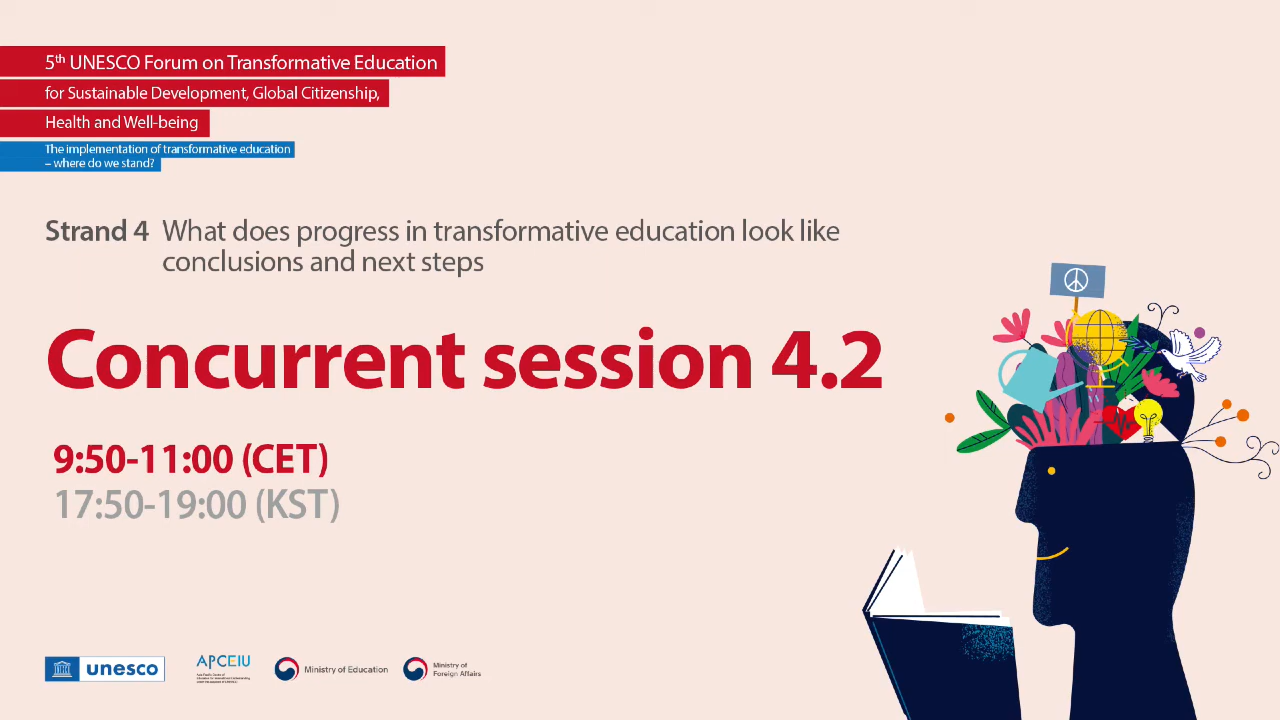 5th UNESCO Forum on Transformative Education
for Sustainable Development, Global Citizenship,
Health and Well-being
The implementation of transformative education
– where do we stand?
Strand 4 What does progress in transformative education look like
conclusions and next steps
Concurrent session 4.2
9:50-11:00 (CET)
17:50-19:00 (KST)
unesco
APCEIU
Ministry of Education
Ministry of
Foreign Affairs